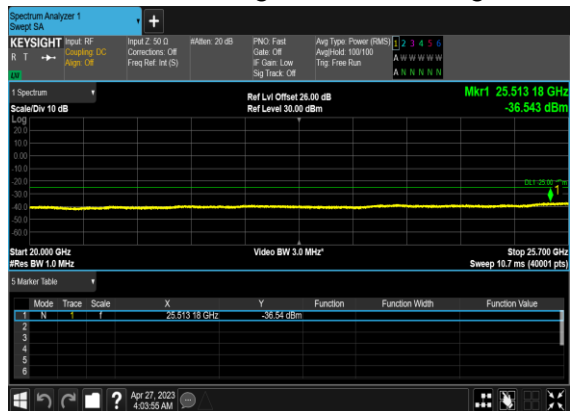 Spectrum Analyzer 1
Swept SA
+
KEYSIGHT Input: RF Input Z: 50 Ω #Atten: 20 dB PNO: Fast Avg Type: Power (RMS) 1 2 3 4 5 6
R T Coupling: DC Corrections: Off Gate: Off Avg|Hold: 100/100 A W W W W W
Align: Off Freq Ref: Int (S) IF Gain: Low Trig: Free Run
LW Sig Track: Off A N N N N N
1 Spectrum Ref Lvl Offset 26.00 dB Mkr1 25.513 18 GHz
Scale/Div 10 dB Ref Level 30.00 dBm -36.543 dBm
Log
20.0
10.0
0.00
-10.0
-20.0
-30.0
-40.0
-50.0
-60.0
1
Start 20.000 GHz Video BW 3.0 MHz* Stop 25.700 GHz
#Res BW 1.0 MHz Sweep 10.7 ms (40001 pts)
5 Marker Table
Mode Trace Scale X Y Function Function Width Function Value
1 N 1 f 25.513 18 GHz -36.54 dBm
2
3
4
5
6
? Apr 27, 2023
4:03:55 AM